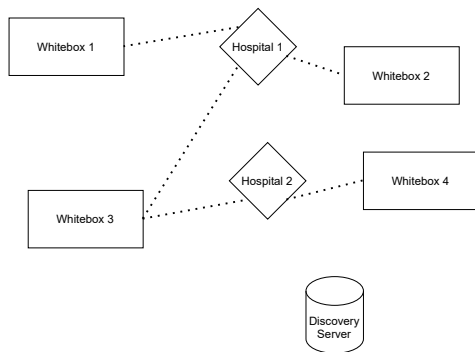 Whitebox 1
Hospital 1
Whitebox 2
Hospital 2
Whitebox 4
Whitebox 3
Discovery
Server